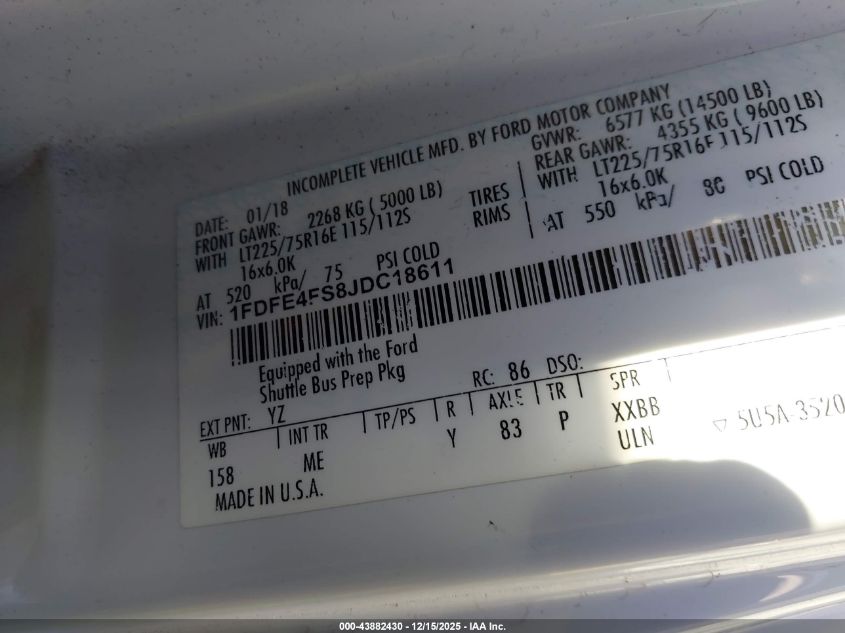 INCOMPLETE VEHICLE MFD. BY FORD MOTOR COMPANY
DATE: 01/18 GVWR: 6577 KG (14500 LB)
FRONT GAWR: 2268 KG ( 5000 LB) REAR GAWR: 4355 KG ( 9600 LB)
WITH LT225/75R16E 115/112S TIRES WITH LT225/75R16E 115/112S
16x6.0K RIMS 16x6.0K
AT 520 kPa/ 75 PSI COLD AT 550 kPa/ 80 PSI COLD
VIN: 1FDFE4FS8JDC18611
Equipped with the Ford
Shuttle Bus Prep Pkg
RC: 86 DSO:
EXT PNT: YZ
WB INT TR TP/PS R AXLE TR SPR
158 ME Y 83 P XXBB
ULN
MADE IN U.S.A.
5U5A-3520
000-43882430 - 12/15/2025 - IAA Inc.